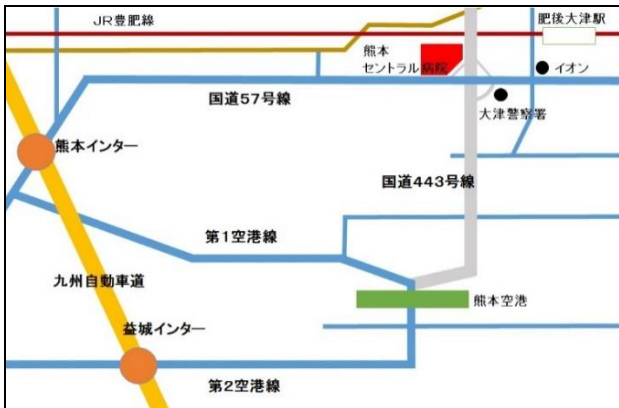 JR豊肥線
肥後大津駅
熊本
セントラル病院
イオン
国道57号線
大津警察署
熊本インター
国道443号線
第1空港線
九州自動車道
熊本空港
益城インター
第2空港線